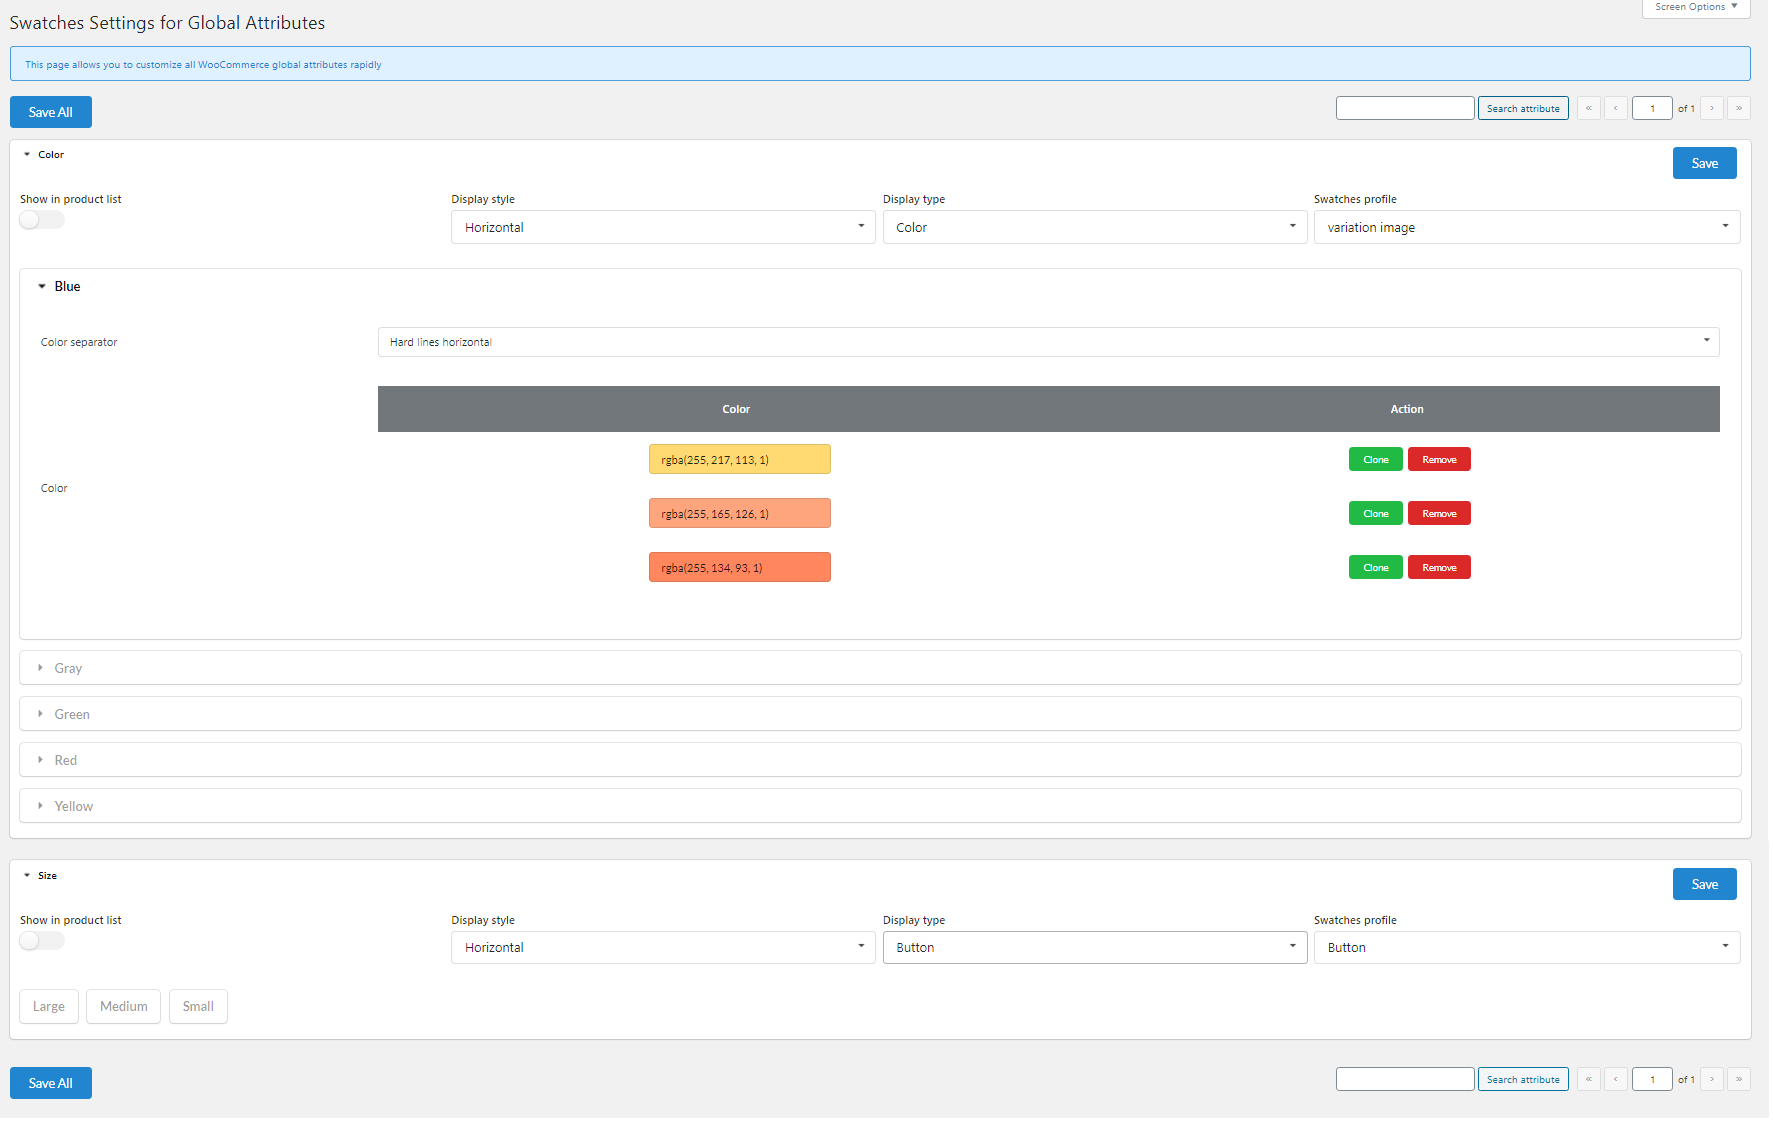 Screen Options
Swatches Settings for Global Attributes
This page allows you to customize all WooCommerce global attributes rapidly
Save All
Search attribute « ‹ 1 of 1 › »
Color
Save
Show in product list Display style Display type Swatches profile
Horizontal Color variation image
Blue
Color separator Hard lines horizontal
Color Action
rgba(255, 217, 113, 1) Clone Remove
Color
rgba(255, 165, 126, 1) Clone Remove
rgba(255, 134, 93, 1) Clone Remove
Gray
Green
Red
Yellow
Size
Save
Show in product list Display style Display type Swatches profile
Horizontal Button Button
Large Medium Small
Save All
Search attribute « ‹ 1 of 1 › »